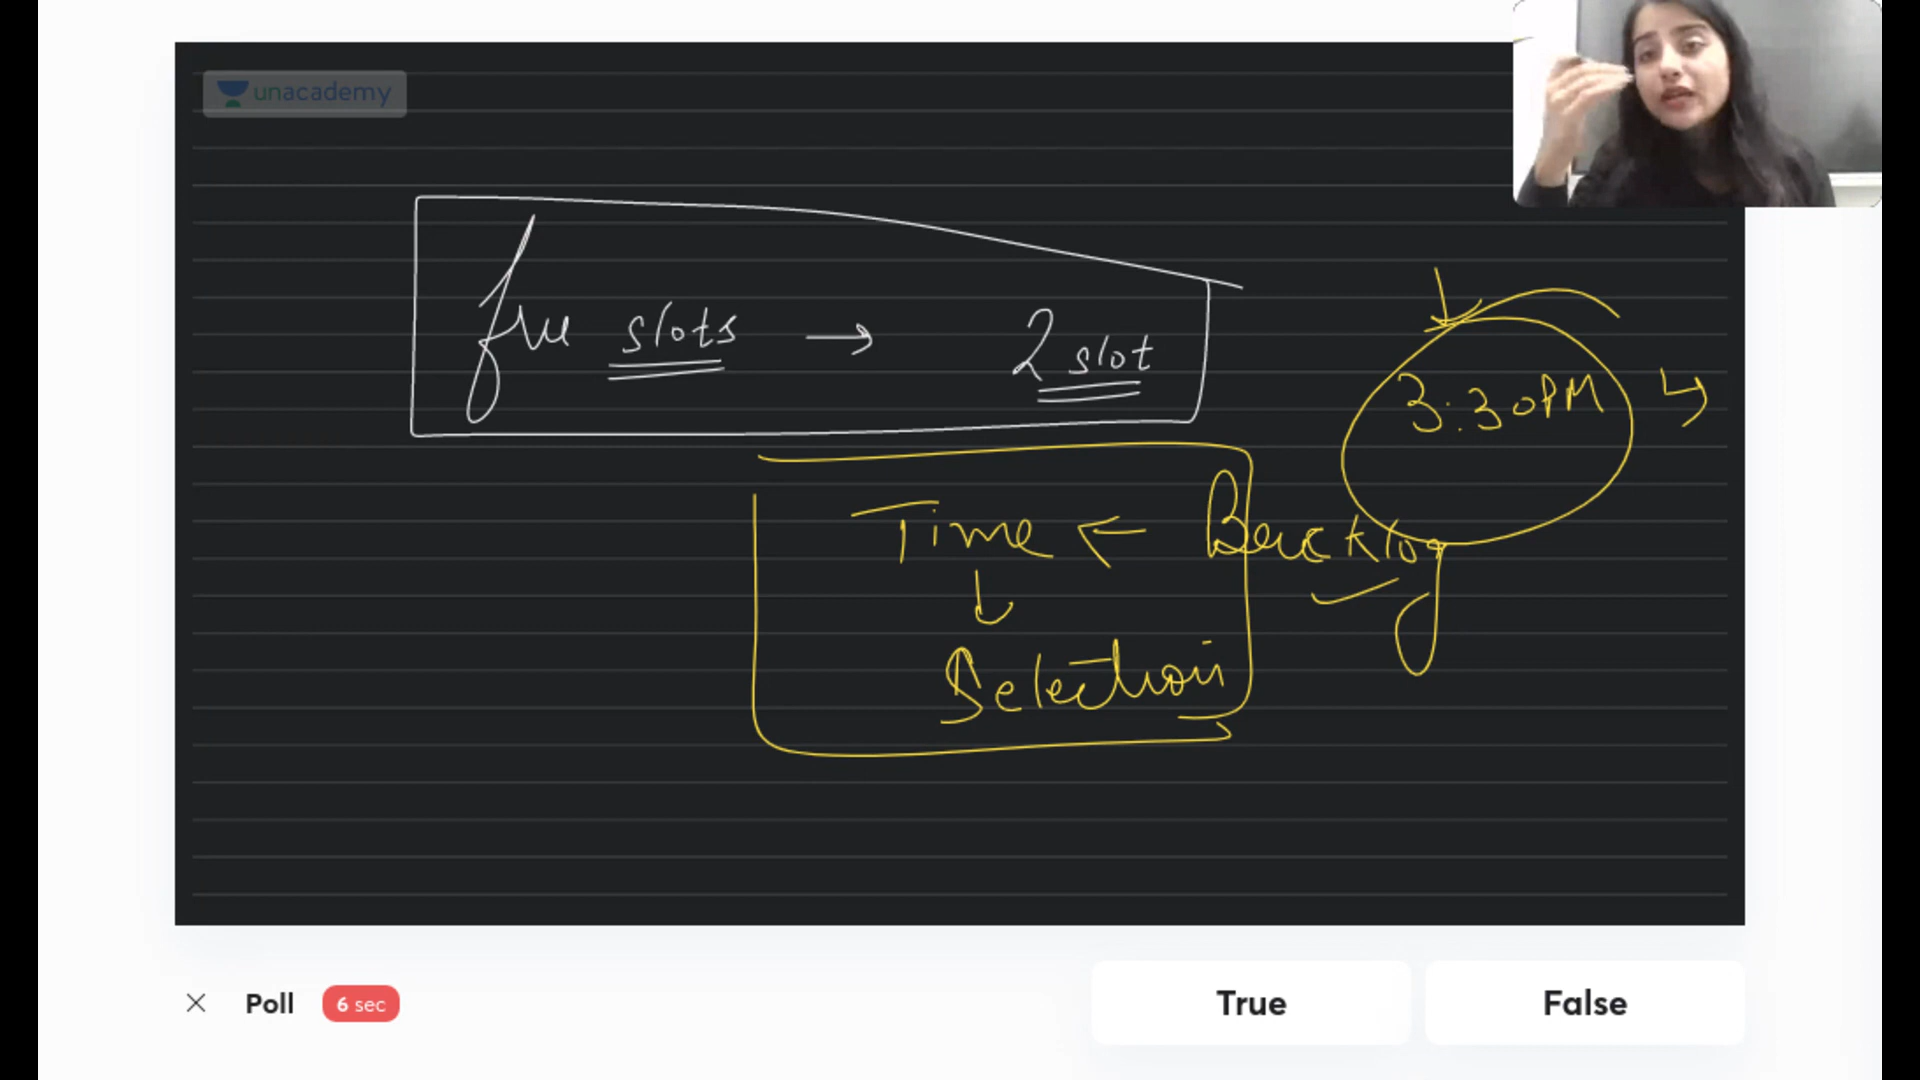 unacademy
free slots → 2 slot
3:30PM ↳
Time ← Backlog
↓
Selection
Poll 6 sec True False